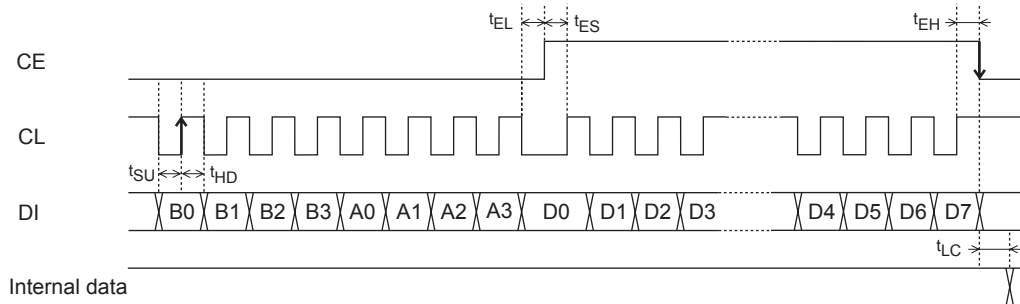 tEL
tES
tEH
CE
CL
tSU
tHD
DI
B0 B1 B2 B3 A0 A1 A2 A3 D0 D1 D2 D3 D4 D5 D6 D7
tLC
Internal data